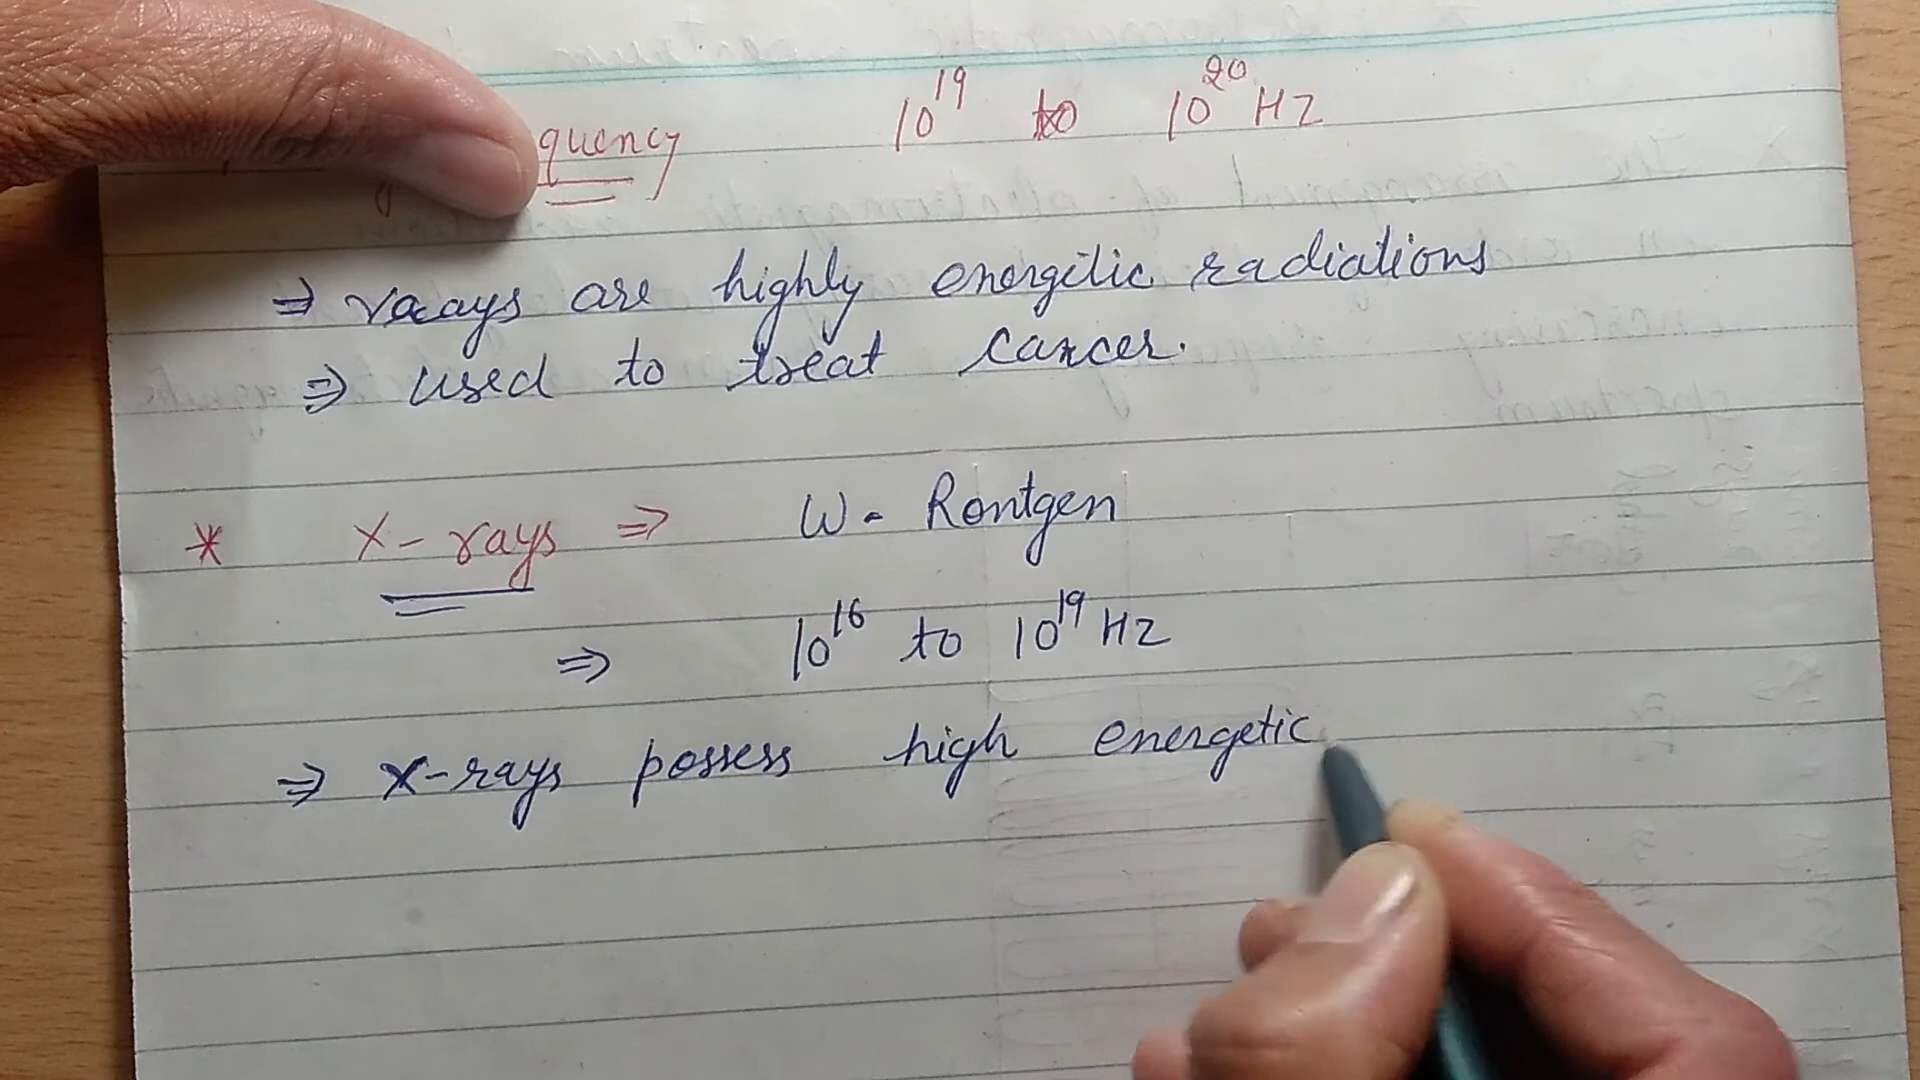 quency 10^19 to 10^20 Hz
⇒ are highly energitic radiations
⇒ used to treat cancer.
* X-rays ⇒ W. Rontgen
⇒ 10^16 to 10^19 Hz
⇒ X-rays possess high energetic